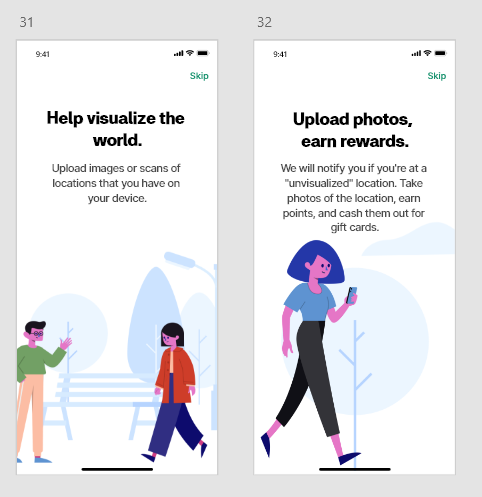 31
9:41
Skip
Help visualize the
world.
Upload images or scans of
locations that you have on
your device.
32
9:41
Skip
Upload photos,
earn rewards.
We will notify you if you're at a
"unvisualized" location. Take
photos of the location, earn
points, and cash them out for
gift cards.